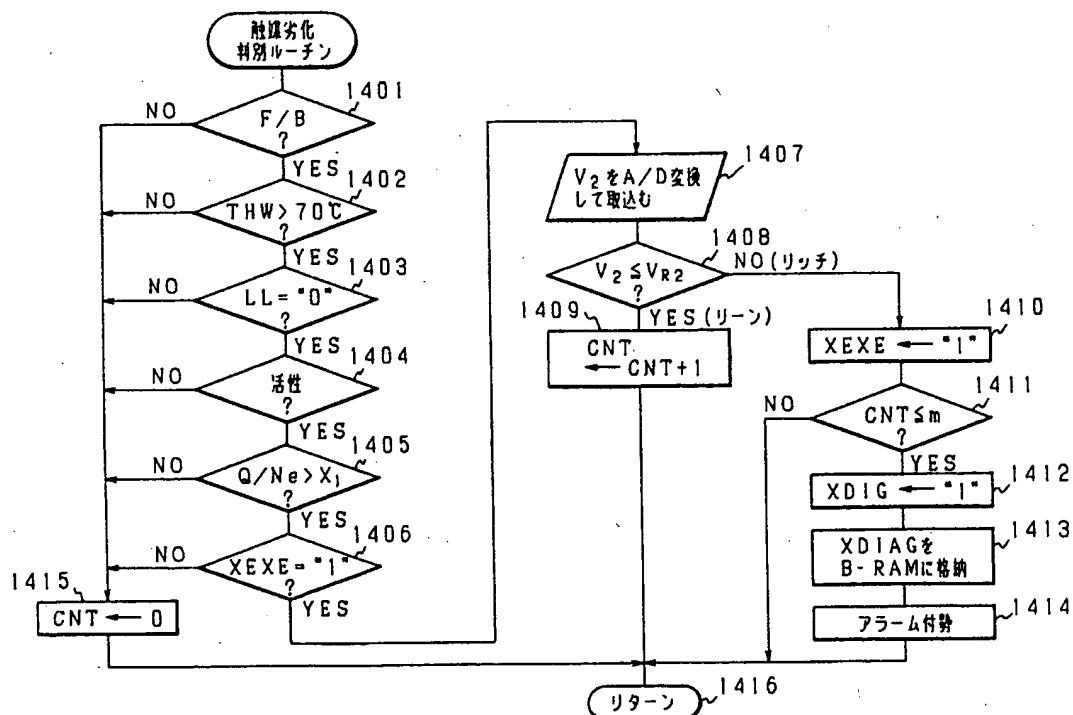 触媒劣化
判別ルーチン
1401
NO
F/B
?
YES
1402
NO
THW>70℃
?
YES
1403
NO
LL="0"
?
YES
1404
NO
活性
?
YES
1405
NO
Q/Ne>X₁
?
YES
1406
NO
XEXE="1"
?
YES
1415
CNT ← 0
1407
V₂をA/D変換
して取込む
1408
V₂≦VR2
?
NO(リッチ)
YES(リーン)
1409
CNT
← CNT+1
1410
XEXE ← "1"
1411
NO
CNT≦m
?
YES
1412
XDIG ← "1"
1413
XDIAGを
B-RAMに格納
1414
アラーム付勢
リターン
1416